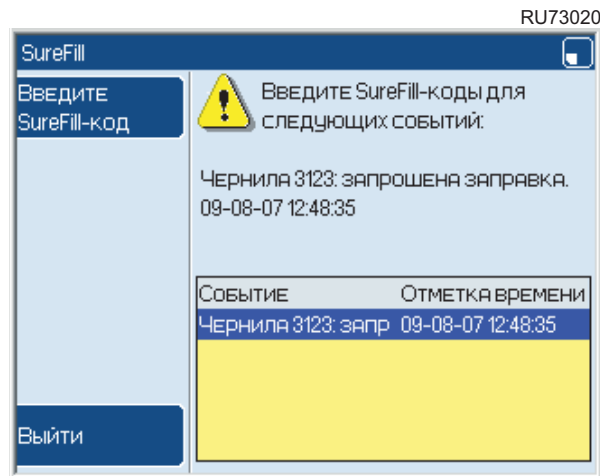 RU73020
SureFill
Введите
SureFill-код
Введите SureFill-коды для
следующих событий:
Чернила 3123: запрошена заправка.
09-08-07 12:48:35
Событие Отметка времени
Чернила 3123: запр 09-08-07 12:48:35
Выйти